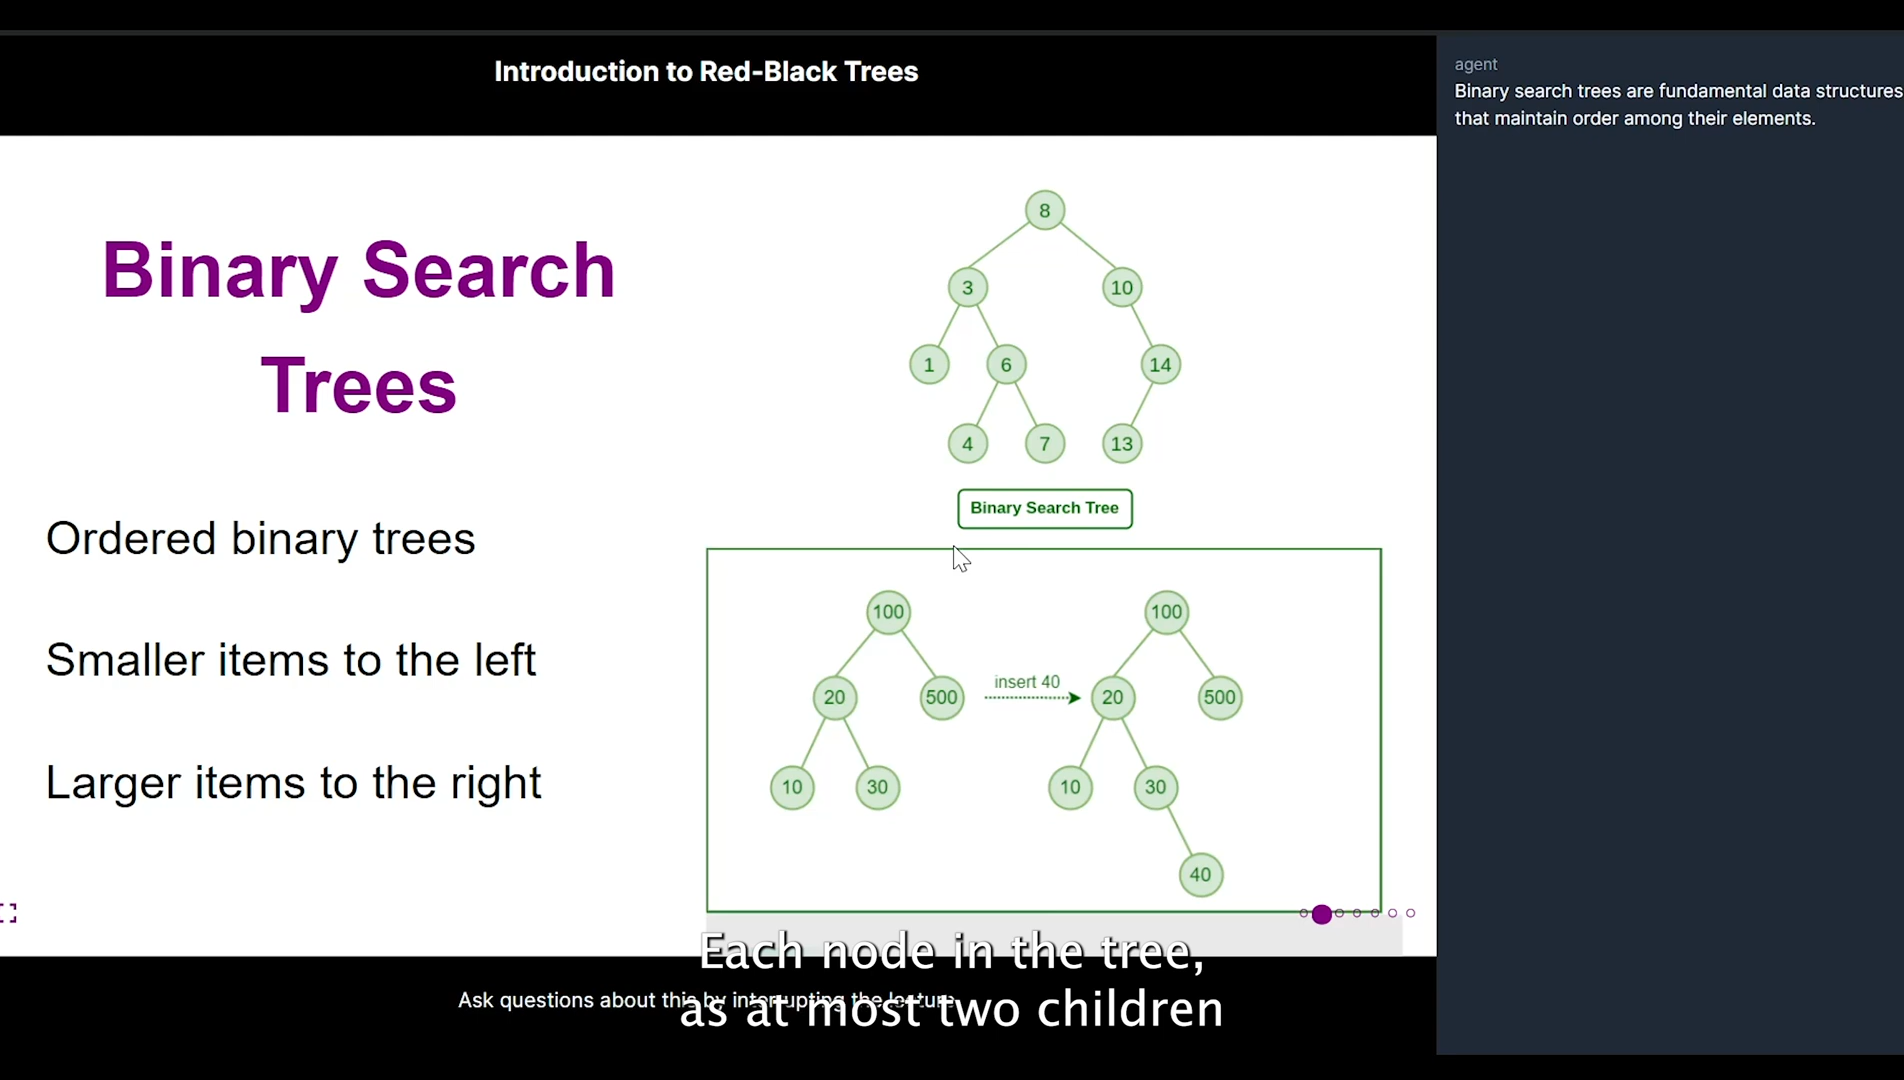 Introduction to Red-Black Trees
agent
Binary search trees are fundamental data structures
that maintain order among their elements.
Binary Search
Trees
Ordered binary trees
Smaller items to the left
Larger items to the right
8
3 10
1 6 14
4 7 13
Binary Search Tree
100 100
insert 40
20 500 20 500
10 30 10 30
40
Each node in the tree,
as at most two children
Ask questions about this by interrupting the lecture